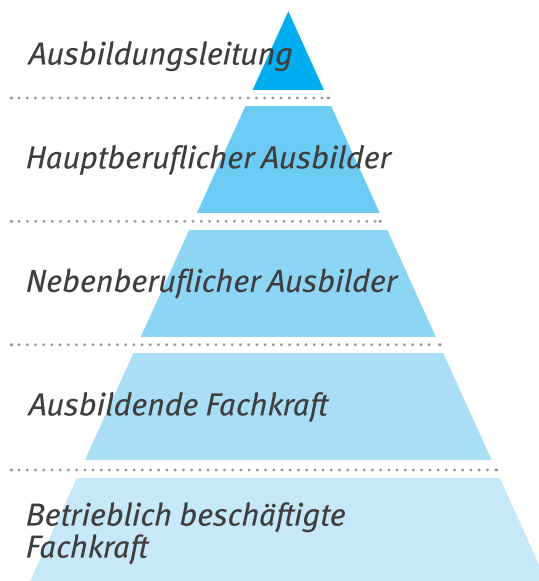 Ausbildungsleitung
Hauptberuflicher Ausbilder
Nebenberuflicher Ausbilder
Ausbildende Fachkraft
Betrieblich beschäftigte
Fachkraft